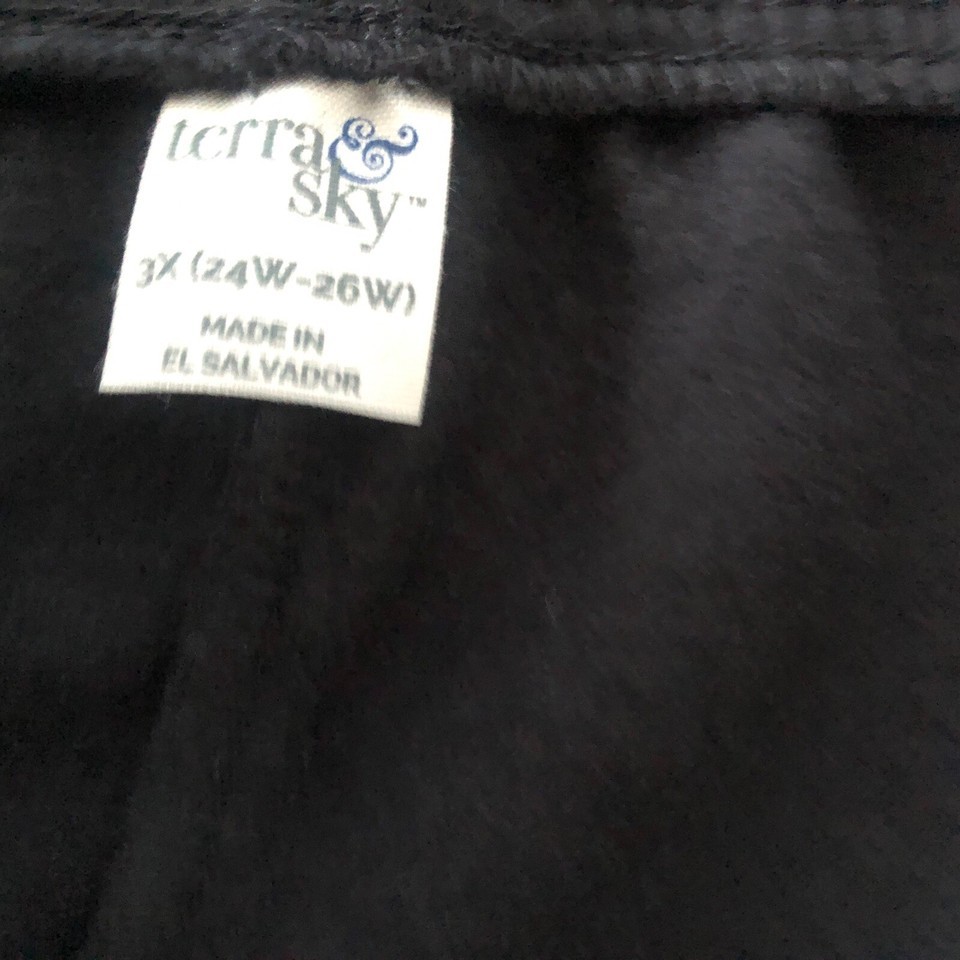 terra &
sky™
3X (24W-26W)
MADE IN
EL SALVADOR